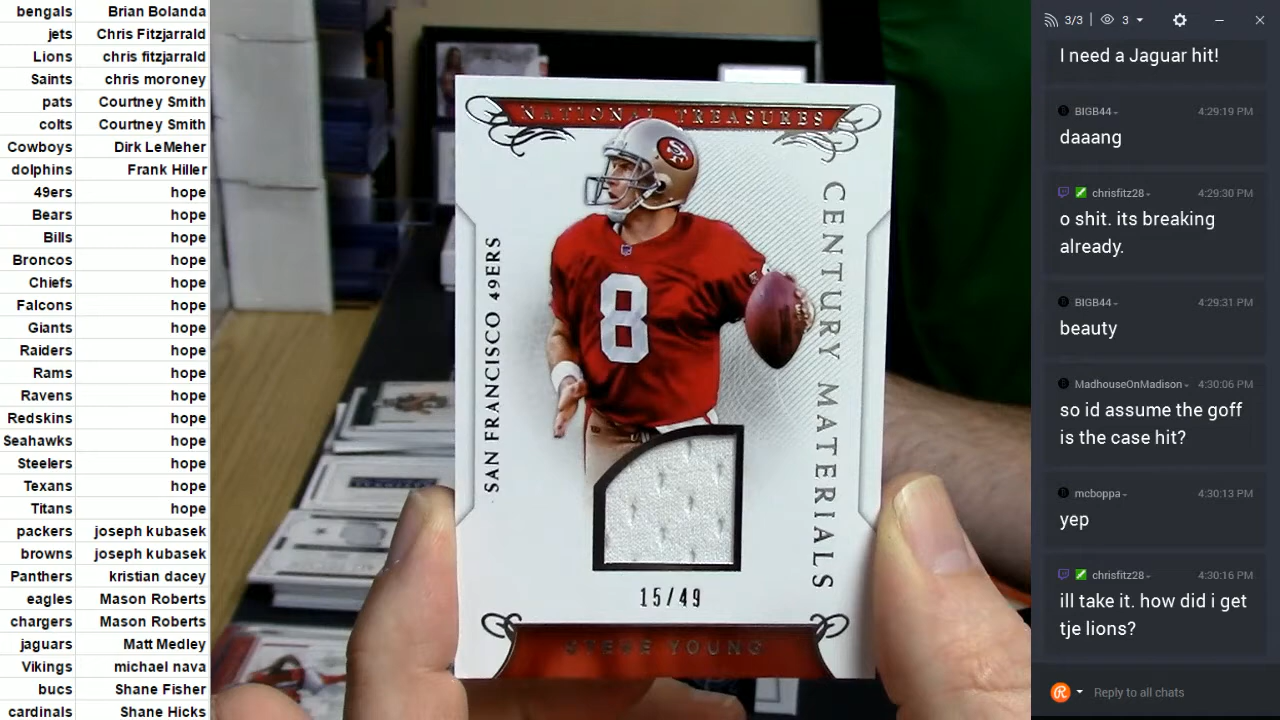 bengals Brian Bolanda
jets Chris Fitzjarrald
Lions chris fitzjarrald
Saints chris moroney
pats Courtney Smith
colts Courtney Smith
Cowboys Dirk LeMeher
dolphins Frank Hiller
49ers hope
Bears hope
Bills hope
Broncos hope
Chiefs hope
Falcons hope
Giants hope
Raiders hope
Rams hope
Ravens hope
Redskins hope
Seahawks hope
Steelers hope
Texans hope
Titans hope
packers joseph kubasek
browns joseph kubasek
Panthers kristian dacey
eagles Mason Roberts
chargers Mason Roberts
jaguars Matt Medley
Vikings michael nava
bucs Shane Fisher
cardinals Shane Hicks
NATIONAL TREASURES
SAN FRANCISCO 49ERS
CENTURY MATERIALS
SF
8
15/49
STEVE YOUNG
3/3 3
I need a Jaguar hit!
BIGB44 4:29:19 PM
daaang
chrisfitz28 4:29:30 PM
o shit. its breaking
already.
BIGB44 4:29:31 PM
beauty
MadhouseOnMadison 4:30:06 PM
so id assume the goff
is the case hit?
mcboppa 4:30:13 PM
yep
chrisfitz28 4:30:16 PM
ill take it. how did i get
tje lions?
Reply to all chats